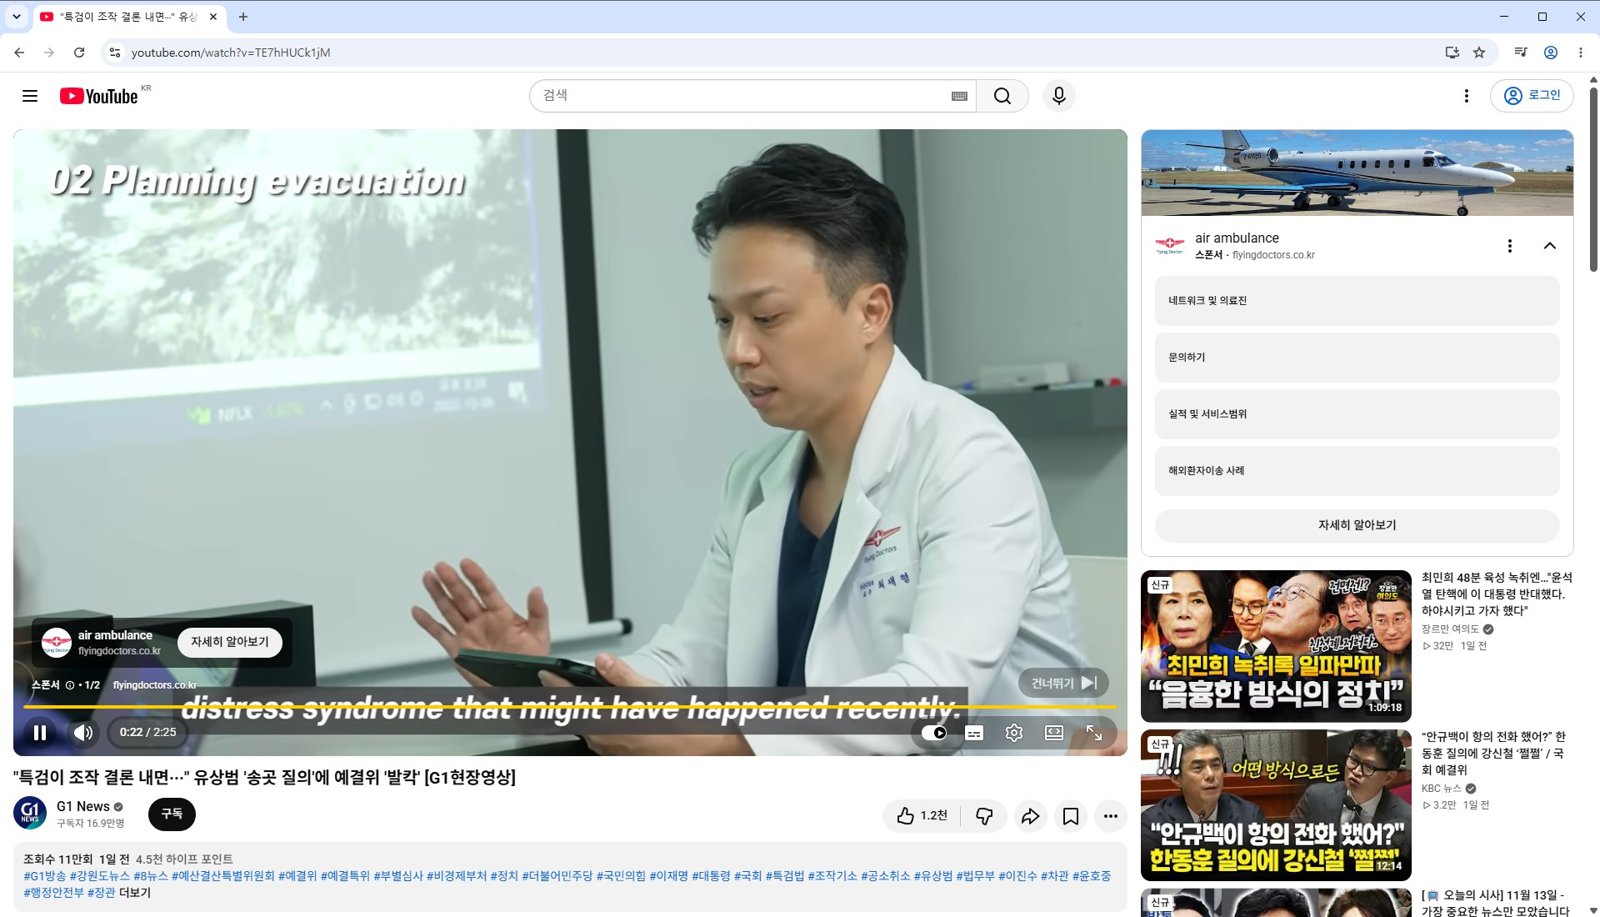 "특검이 조작 결론 내면…" 유상
youtube.com/watch?v=TE7hHUCk1jM
YouTube KR
검색
로그인
02 Planning evacuation
NFLX -1.87%
Flying Doctors
최재형
air ambulance
flyingdoctors.co.kr
자세히 알아보기
스폰서 • 1/2 flyingdoctors.co.kr
건너뛰기
distress syndrome that might have happened recently.
0:22 / 2:25
"특검이 조작 결론 내면…" 유상범 '송곳 질의'에 예결위 '발칵' [G1현장영상]
G1 NEWS
G1 News
구독자 16.9만명
구독
1.2천
조회수 11만회 1일 전 4.5천 하이프 포인트
#G1방송 #강원도뉴스 #8뉴스 #예산결산특별위원회 #예결위 #예결특위 #부별심사 #비경제부처 #정치 #더불어민주당 #국민의힘 #이재명 #대통령 #국회 #특검법 #조작기소 #공소취소 #유상범 #법무부 #이진수 #차관 #윤호중
#행정안전부 #장관 더보기
air ambulance
스폰서 · flyingdoctors.co.kr
네트워크 및 의료진
문의하기
실적 및 서비스범위
해외환자이송 사례
자세히 알아보기
신규
전면전!?
장르만 여의도
최민희 녹취록 일파만파
"음흉한 방식의 정치"
1:09:18
최민희 48분 육성 녹취엔..."윤석
열 탄핵에 이 대통령 반대했다.
하야시키고 가자 했다"
장르만 여의도
32만 1일 전
신규
?!!
어떤 방식으로든
"안규백이 항의 전화 했어?"
한동훈 질의에 강신철 '쩔쩔'
12:14
"안규백이 항의 전화 했어?" 한
동훈 질의에 강신철 '쩔쩔' / 국
회 예결위
KBC 뉴스
3.2만 1일 전
신규
[📺 오늘의 시사] 11월 13일 -
가장 중요한 뉴스만 모았습니다